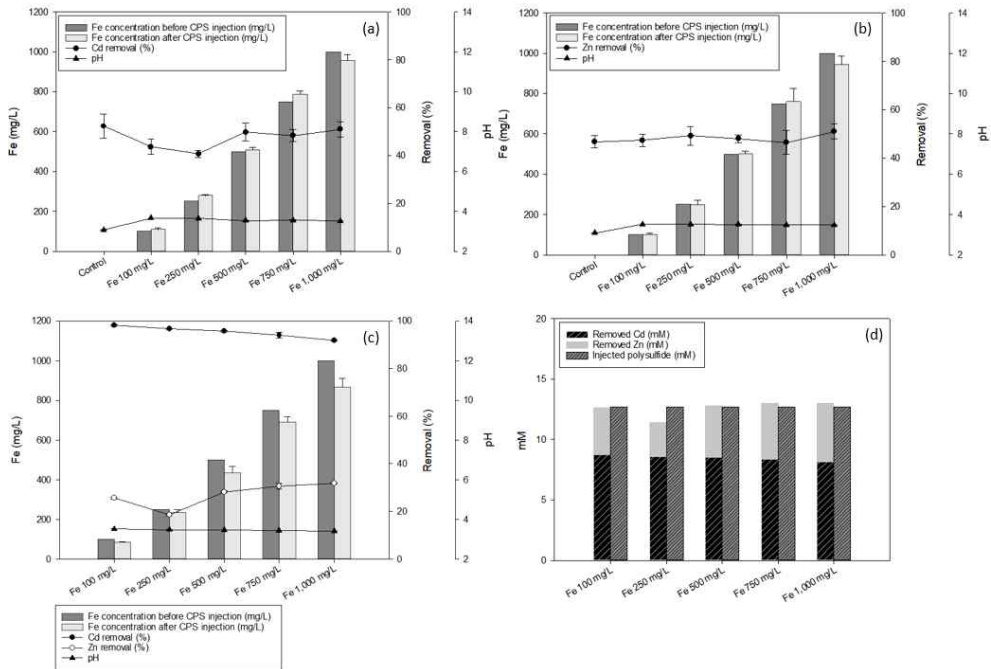 (a)
Fe concentration before CPS injection (mg/L)
Fe concentration after CPS injection (mg/L)
Cd removal (%)
pH
Fe (mg/L)
1200
1000
800
600
400
200
0
Removal (%)
100
80
60
40
20
0
pH
14
12
10
8
6
4
2
Control
Fe 100 mg/L
Fe 250 mg/L
Fe 500 mg/L
Fe 750 mg/L
Fe 1,000 mg/L
(b)
Fe concentration before CPS injection (mg/L)
Fe concentration after CPS injection (mg/L)
Zn removal (%)
pH
Fe (mg/L)
1200
1000
800
600
400
200
0
Removal (%)
100
80
60
40
20
0
pH
14
12
10
8
6
4
2
Control
Fe 100 mg/L
Fe 250 mg/L
Fe 500 mg/L
Fe 750 mg/L
Fe 1,000 mg/L
(c)
Fe (mg/L)
1200
1000
800
600
400
200
0
Removal (%)
100
80
60
40
20
0
pH
14
12
10
8
6
4
2
Fe 100 mg/L
Fe 250 mg/L
Fe 500 mg/L
Fe 750 mg/L
Fe 1,000 mg/L
Fe concentration before CPS injection (mg/L)
Fe concentration after CPS injection (mg/L)
Cd removal (%)
Zn removal (%)
pH
(d)
Removed Cd (mM)
Removed Zn (mM)
Injected polysulfide (mM)
mM
20
15
10
5
0
Fe 100 mg/L
Fe 250 mg/L
Fe 500 mg/L
Fe 750 mg/L
Fe 1,000 mg/L